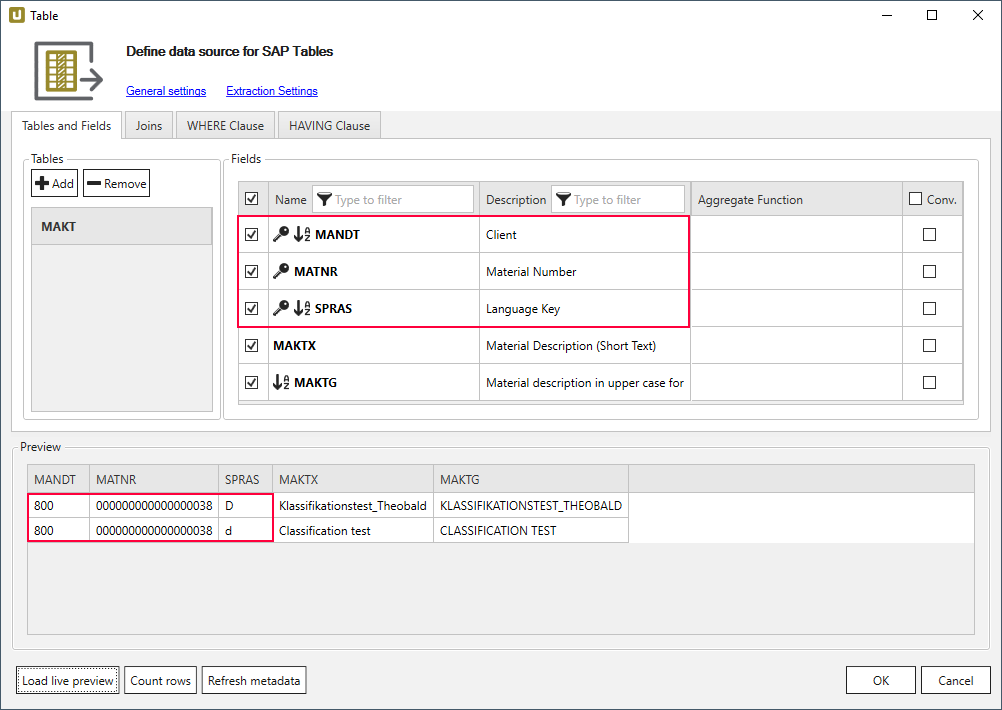 Table
Define data source for SAP Tables
General settings Extraction Settings
Tables and Fields Joins WHERE Clause HAVING Clause
Tables
Add Remove
MAKT
Fields
Name Type to filter Description Type to filter Aggregate Function Conv.
MANDT Client
MATNR Material Number
SPRAS Language Key
MAKTX Material Description (Short Text)
MAKTG Material description in upper case for
Preview
MANDT MATNR SPRAS MAKTX MAKTG
800 000000000000000038 D Klassifikationstest_Theobald KLASSIFIKATIONSTEST_THEOBALD
800 000000000000000038 d Classification test CLASSIFICATION TEST
Load live preview Count rows Refresh metadata OK Cancel